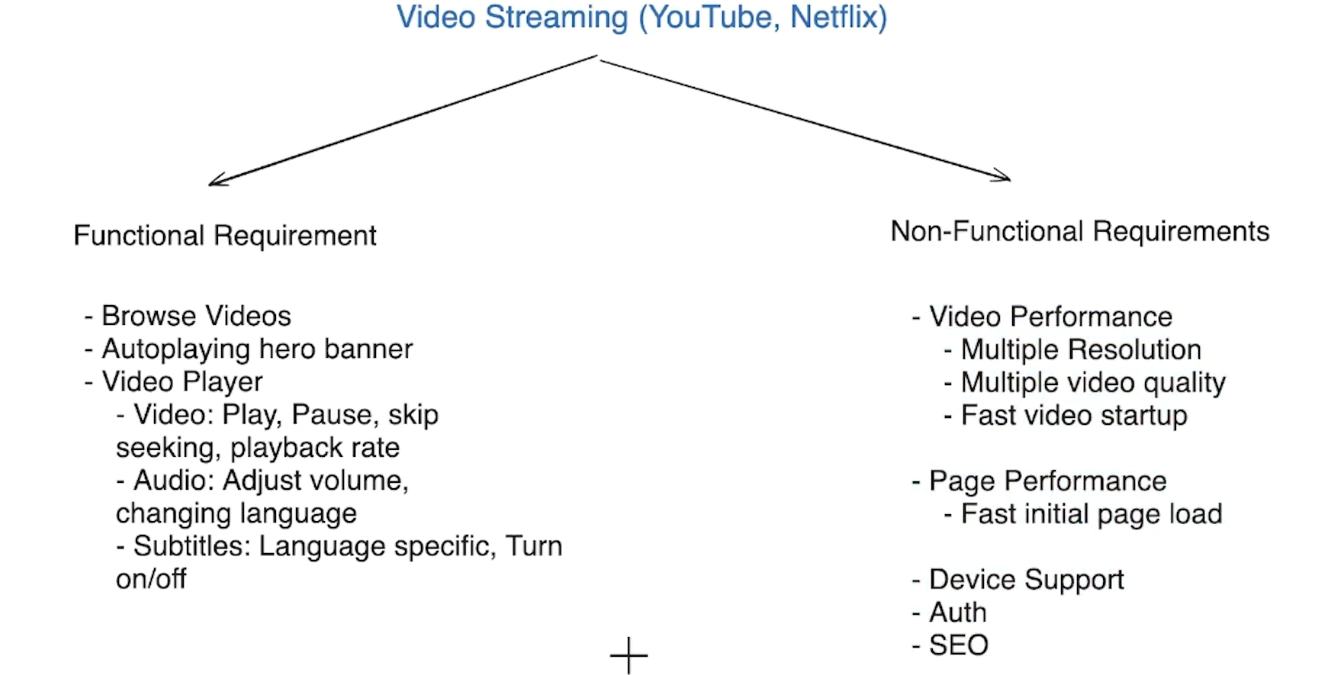 Video Streaming (YouTube, Netflix)
Functional Requirement
- Browse Videos
- Autoplaying hero banner
- Video Player
- Video: Play, Pause, skip
seeking, playback rate
- Audio: Adjust volume,
changing language
- Subtitles: Language specific, Turn
on/off
Non-Functional Requirements
- Video Performance
- Multiple Resolution
- Multiple video quality
- Fast video startup
- Page Performance
- Fast initial page load
- Device Support
- Auth
- SEO